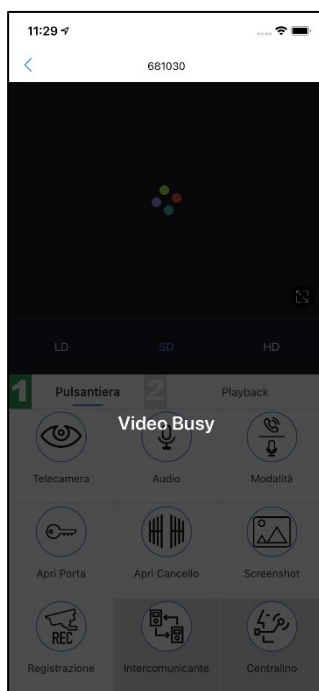 11:29
681030
LD SD HD
1 Pulsantiera 2 Playback
Video Busy
Telecamera Audio Modalità
Apri Porta Apri Cancello Screenshot
REC
Registrazione Intercomunicante Centralino